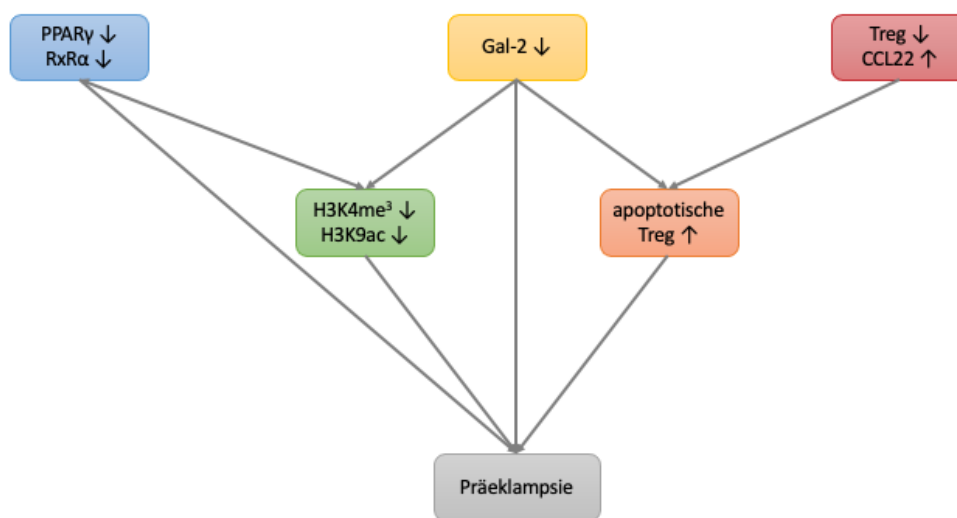 PPARγ ↓
RxRα ↓
Gal-2 ↓
Treg ↓
CCL22 ↑
H3K4me³ ↓
H3K9ac ↓
apoptotische
Treg ↑
Präeklampsie